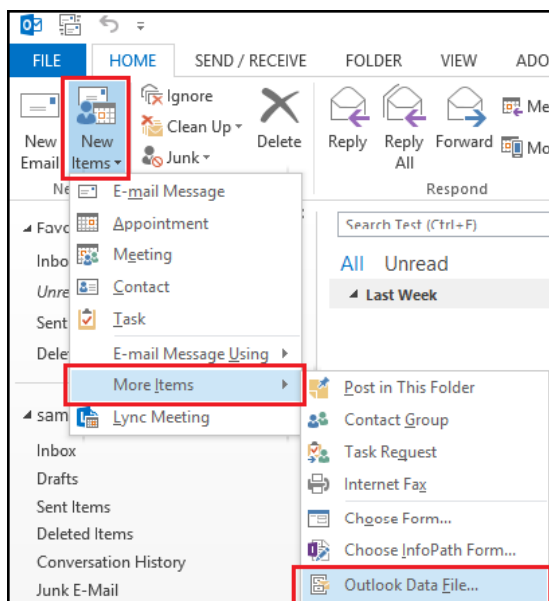 FILE HOME SEND / RECEIVE FOLDER VIEW ADO
New Email
New Items
Ignore
Clean Up
Junk
Delete
Reply
Reply All
Forward
Me
Mo
Ne
Respond
E-mail Message
Appointment
Meeting
Contact
Task
E-mail Message Using
More Items
Lync Meeting
Favo
Inbo
Unre
Sent
Dele
sam
Inbox
Drafts
Sent Items
Deleted Items
Conversation History
Junk E-Mail
Search Test (Ctrl+E)
All Unread
Last Week
Post in This Folder
Contact Group
Task Request
Internet Fax
Choose Form...
Choose InfoPath Form...
Outlook Data File...